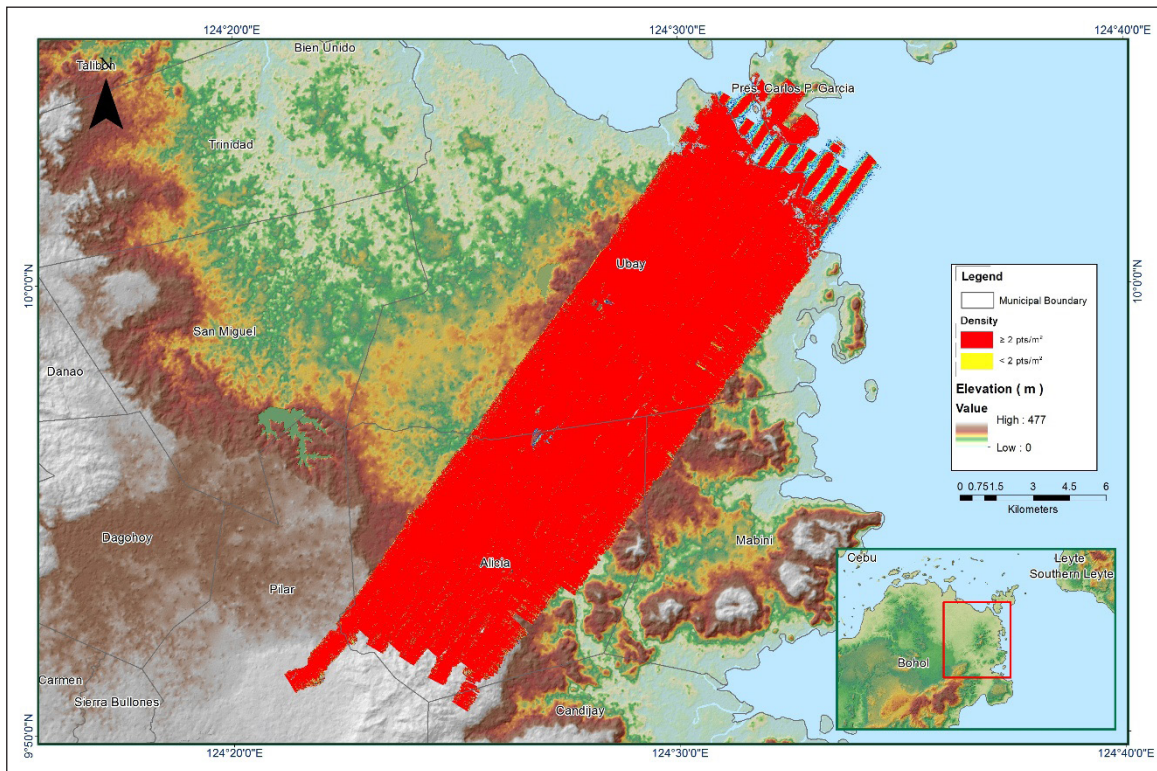 124°20'0"E
124°30'0"E
124°40'0"E
Bien Unido
Talibon
N
Pres. Carlos P. Garcia
Trinidad
Ubay
10°0'0"N
10°0'0"N
San Miguel
Danao
Legend
Municipal Boundary
Density
≥ 2 pts/m²
< 2 pts/m²
Elevation ( m )
Value
High : 477
Low : 0
0 0.75 1.5 3 4.5 6
Kilometers
Dagohoy
Mabini
Alicia
Pilar
Cebu
Leyte
Southern Leyte
Bohol
Carmen
Sierra Bullones
Candijay
9°50'0"N
124°20'0"E
124°30'0"E
124°40'0"E